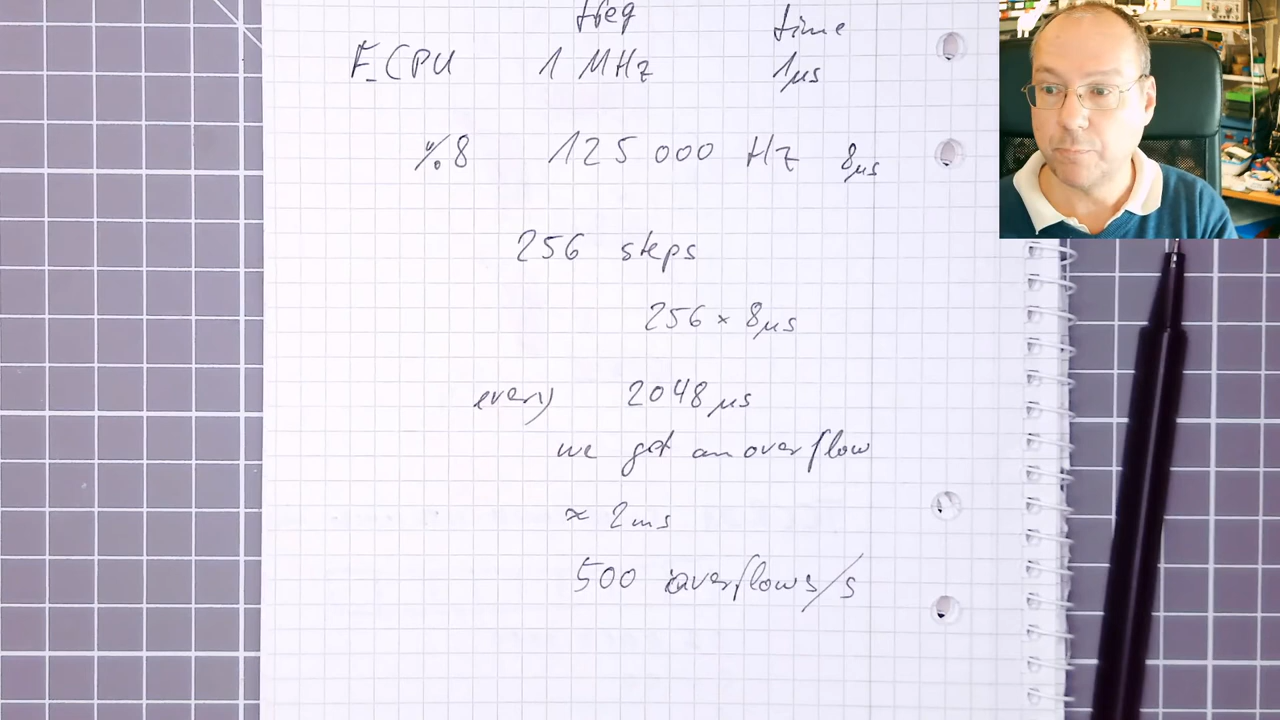 freq time
F_CPU 1 MHz 1µs
%8 125 000 Hz 8µs
256 steps
256 × 8µs
every 2048 µs
we get an overflow
≈ 2ms
500 overflows/s